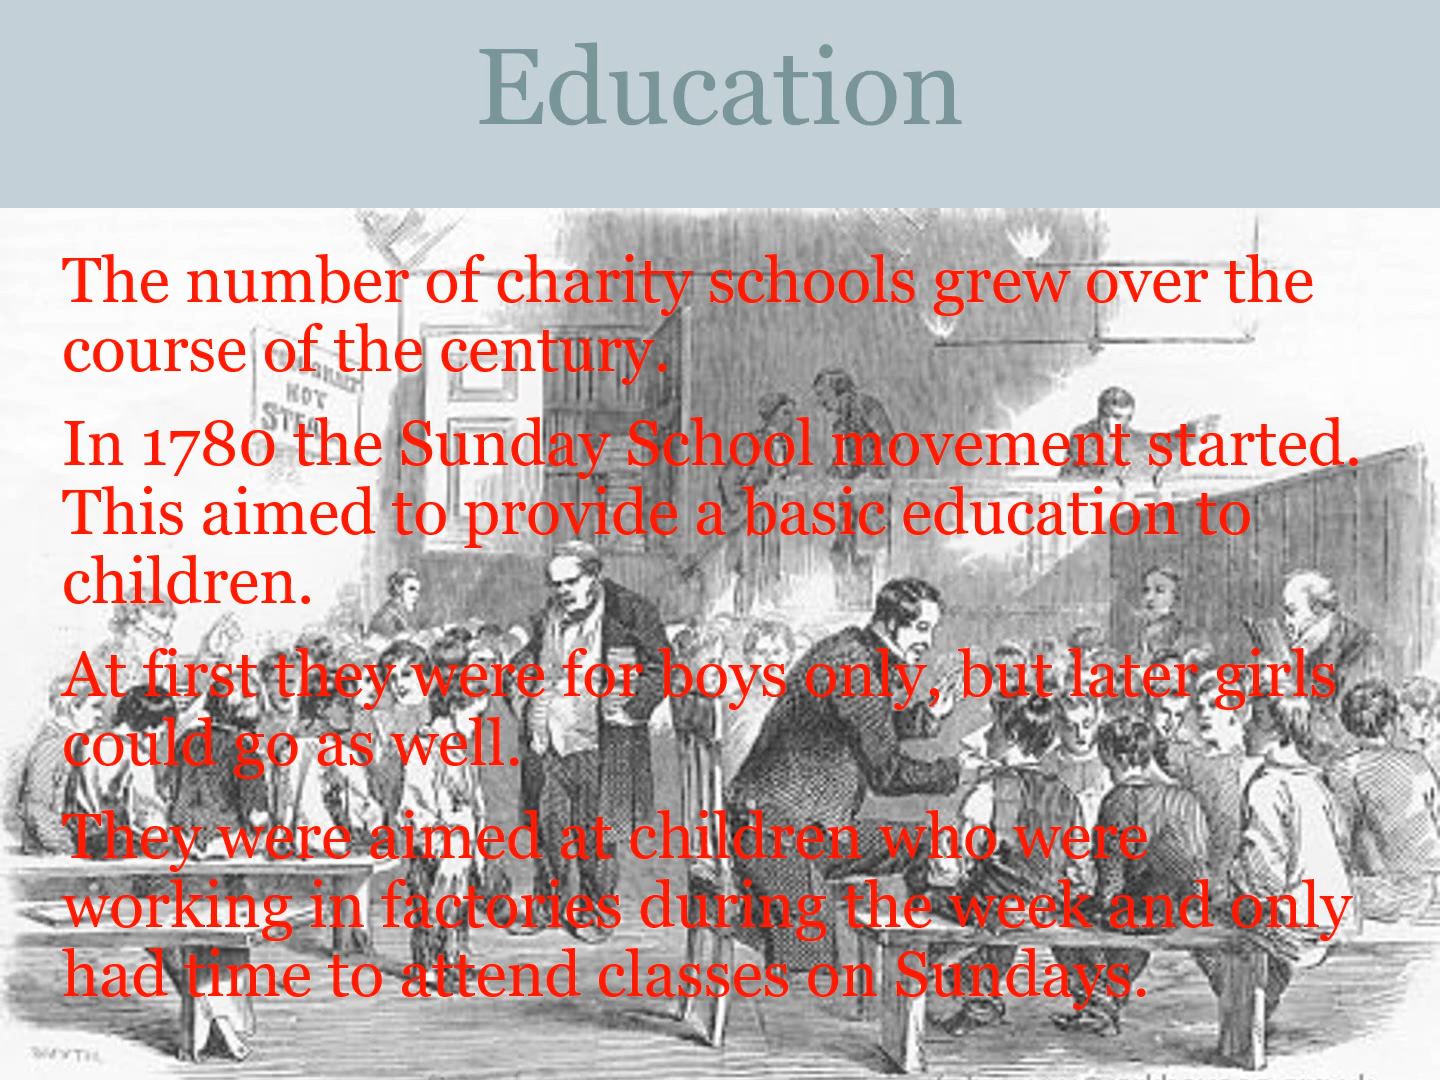 Education
The number of charity schools grew over the
course of the century.
In 1780 the Sunday School movement started.
This aimed to provide a basic education to
children.
At first they were for boys only, but later girls
could go as well.
They were aimed at children who were
working in factories during the week and only
had time to attend classes on Sundays.
NOT